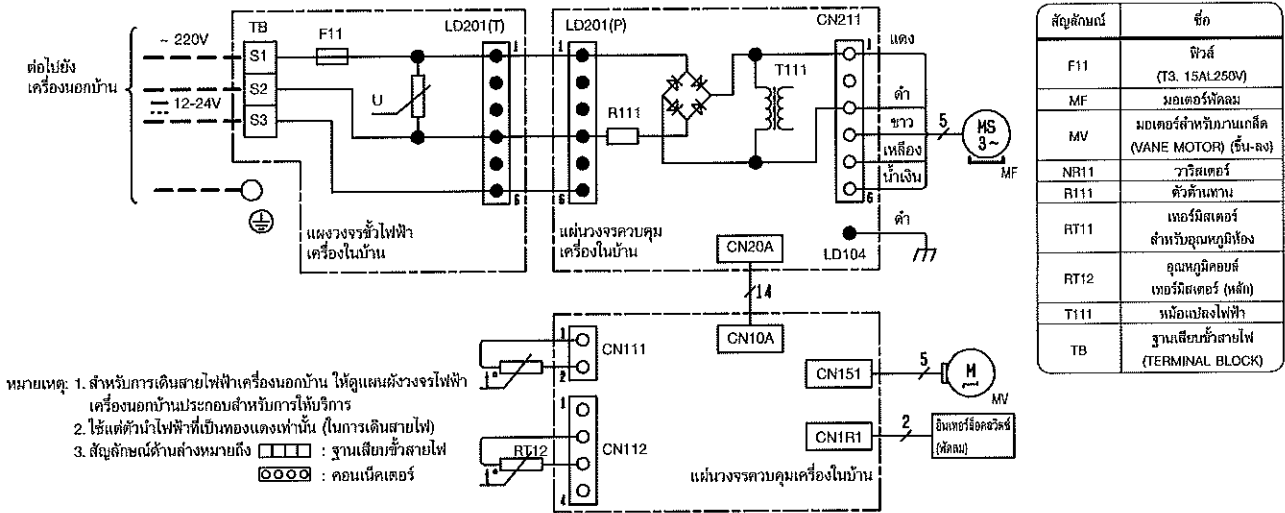 ~ 220V
TB
F11
LD201(T)
LD201(P)
CN211
ต่อไปยัง
เครื่องนอกบ้าน
S1
S2
S3
12-24V
U
1
6
1
6
R111
T111
1
6
แดง
ดำ
ขาว
เหลือง
น้ำเงิน
5
MS
3~
MF
ดำ
LD104
แผงวงจรขั้วไฟฟ้า
เครื่องในบ้าน
แผ่นวงจรควบคุม
เครื่องในบ้าน
CN20A
14
CN10A
1
2
CN111
1
4
CN112
RT12
CN151
5
M
MV
CN1R1
2
อินเทอร์ล็อคสวิตช์
(พัดลม)
แผ่นวงจรควบคุมเครื่องในบ้าน
หมายเหตุ: 1. สำหรับการเดินสายไฟฟ้าเครื่องนอกบ้าน ให้ดูแผนผังวงจรไฟฟ้า
เครื่องนอกบ้านประกอบสำหรับการให้บริการ
2. ใช้แต่ตัวนำไฟฟ้าที่เป็นทองแดงเท่านั้น (ในการเดินสายไฟ)
3. สัญลักษณ์ด้านล่างหมายถึง : ฐานเสียบขั้วสายไฟ
: คอนเน็คเตอร์
สัญลักษณ์ ชื่อ
F11 ฟิวส์
(T3. 15AL250V)
MF มอเตอร์พัดลม
MV มอเตอร์สำหรับบานเกล็ด
(VANE MOTOR) (ขึ้น-ลง)
NR11 วาริสเตอร์
R111 ตัวต้านทาน
RT11 เทอร์มิสเตอร์
สำหรับอุณหภูมิห้อง
RT12 อุณหภูมิคอยล์
เทอร์มิสเตอร์ (หลัก)
T111 หม้อแปลงไฟฟ้า
TB ฐานเสียบขั้วสายไฟ
(TERMINAL BLOCK)